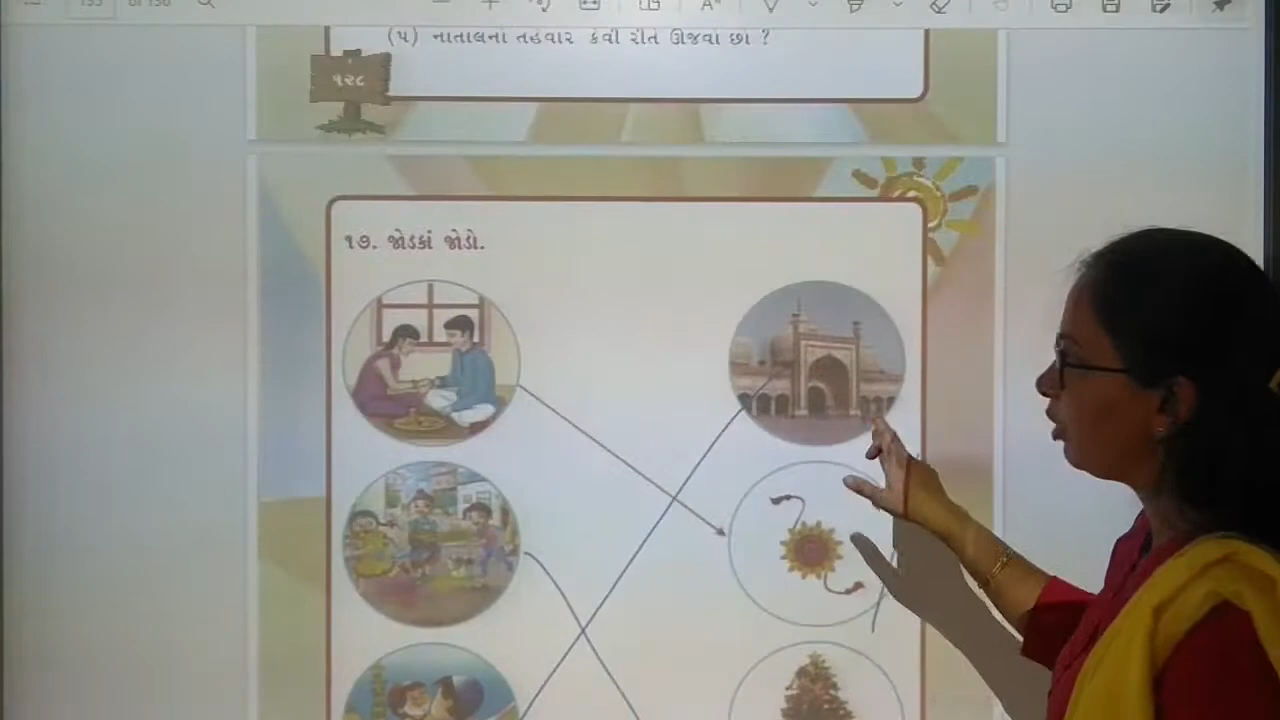 (૫) નાતાલનો તહેવાર કેવી રીતે ઊજવો છો ?
૧૨૮
૧૭. જોડકાં જોડો.